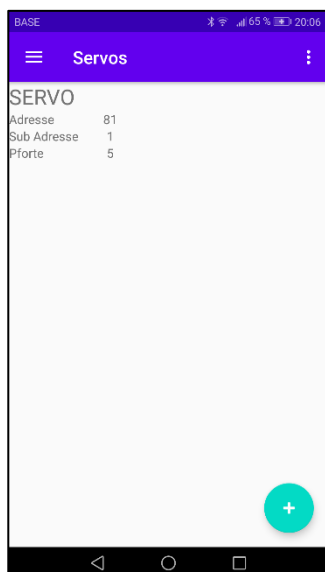 BASE 65 % 20:06
Servos
SERVO
Adresse 81
Sub Adresse 1
Pforte 5
+